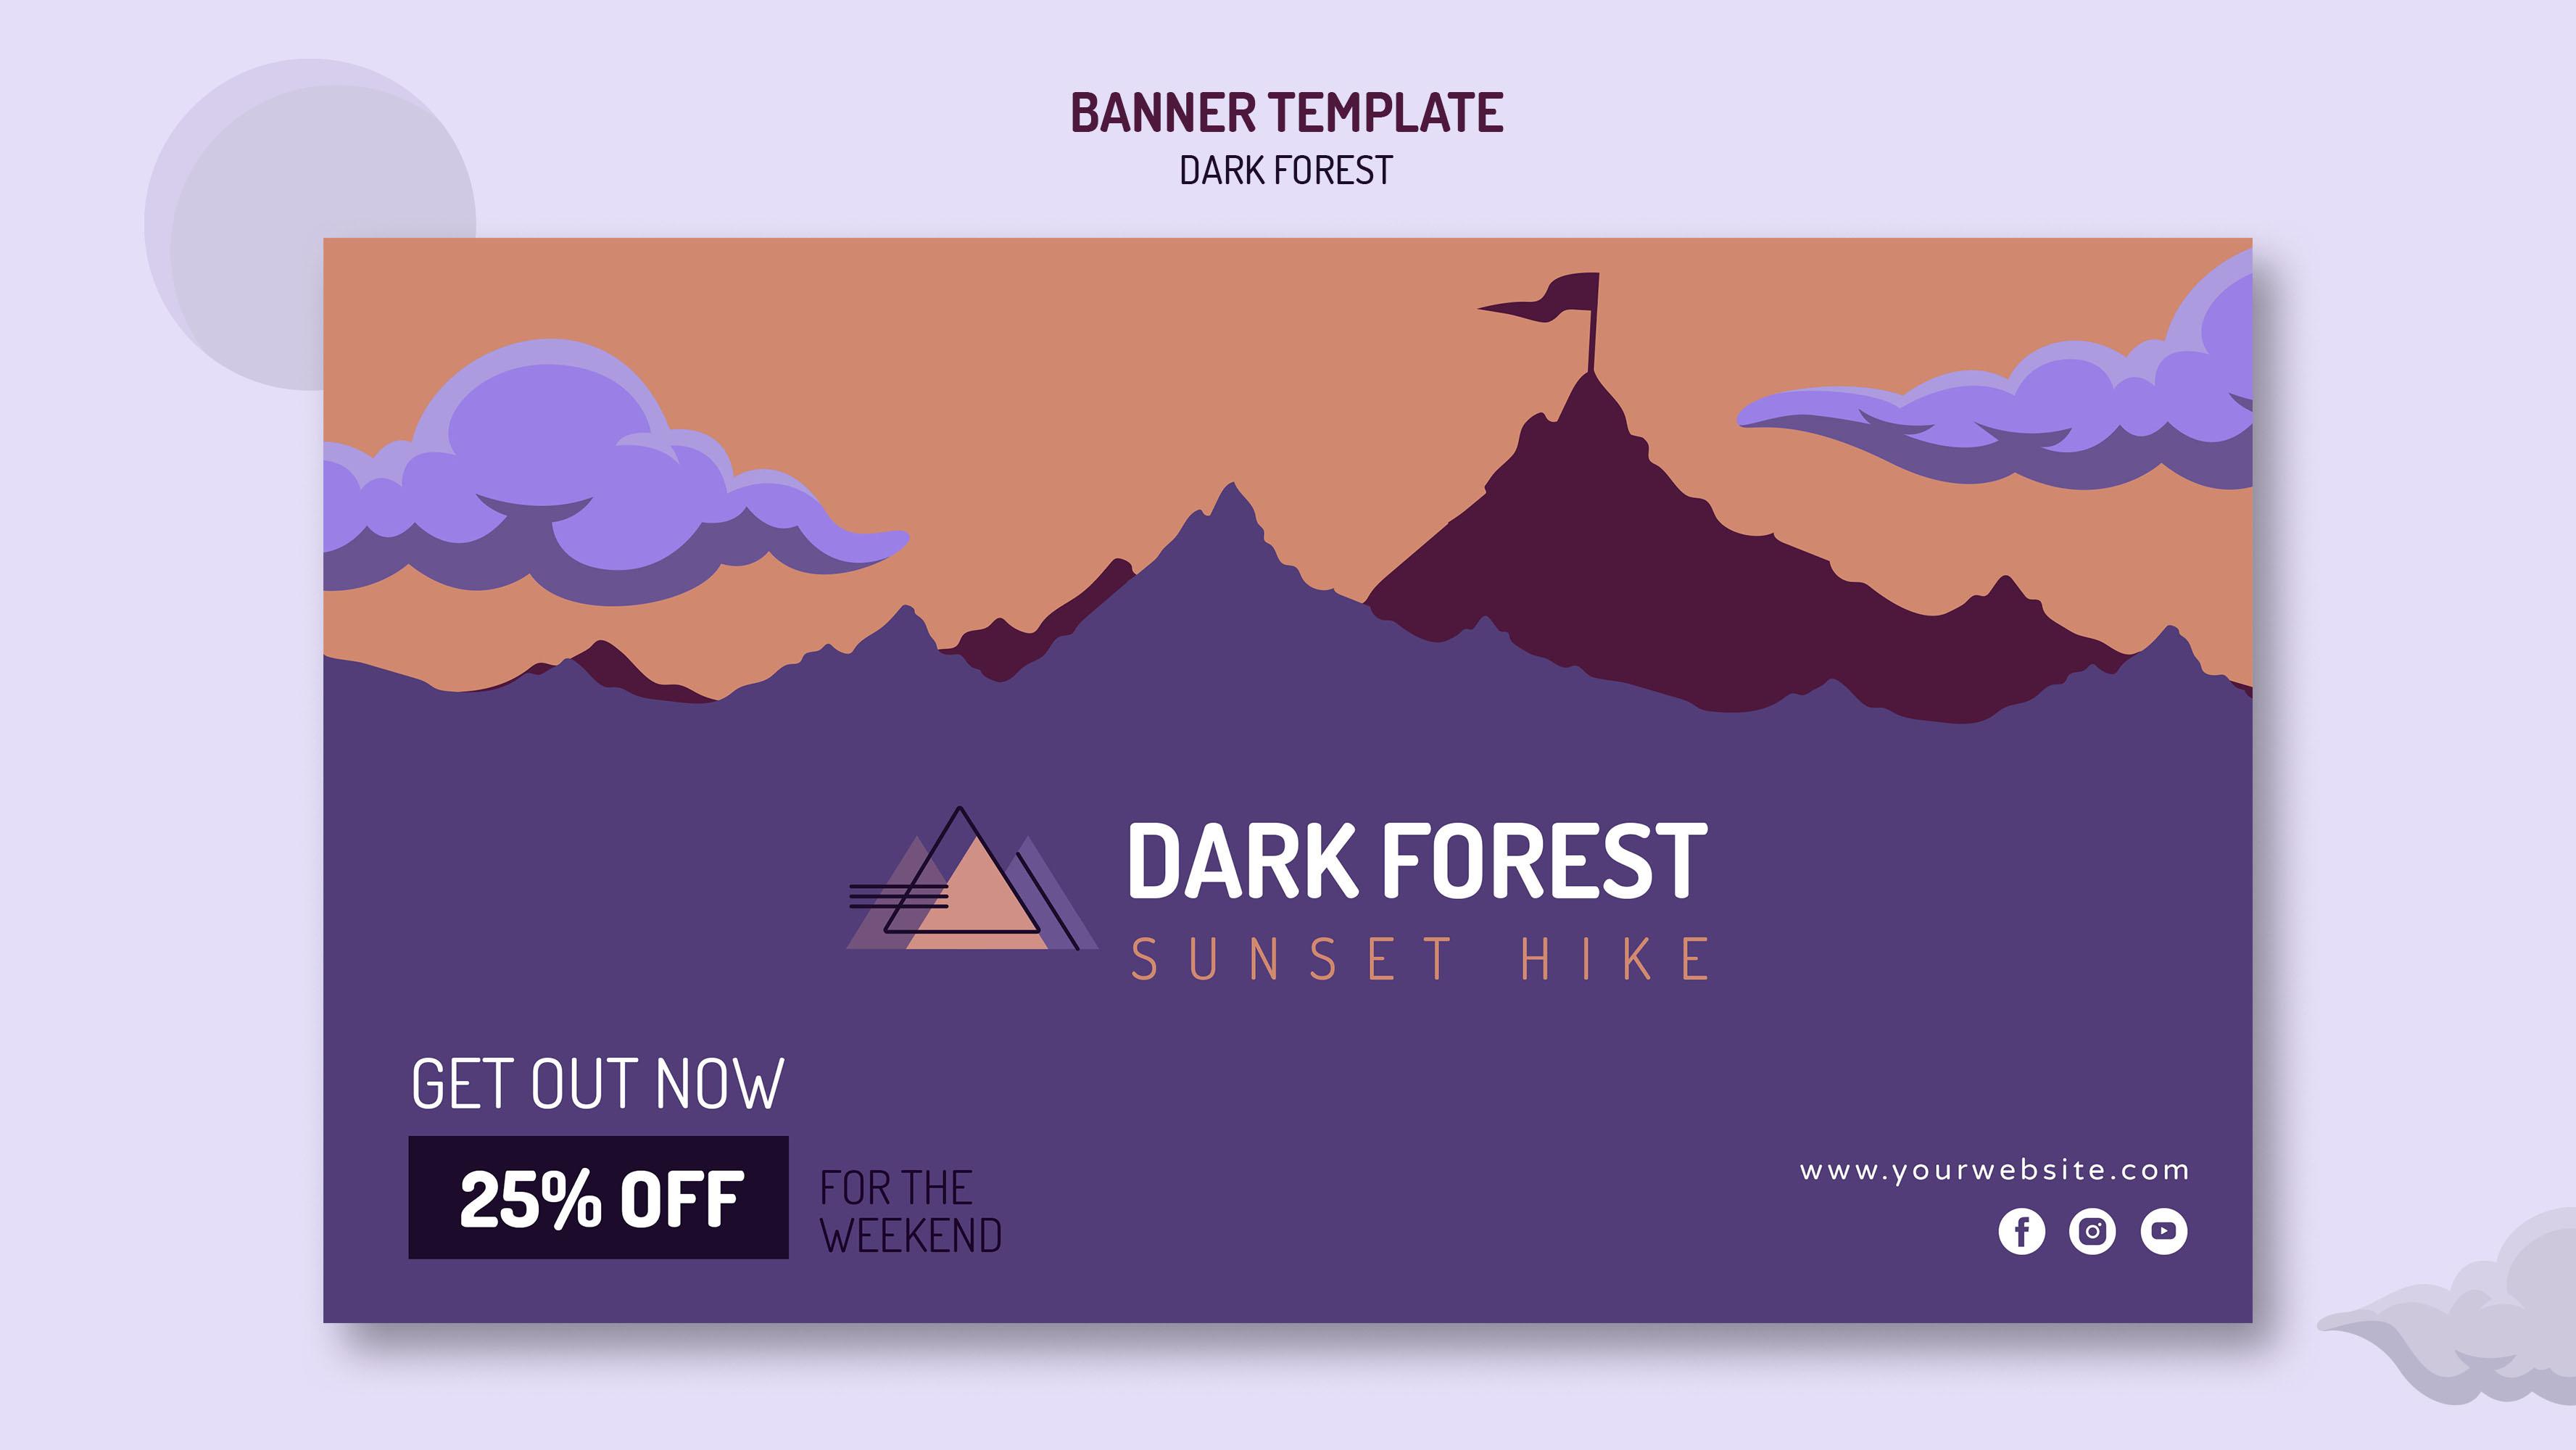 BANNER TEMPLATE
DARK FOREST
DARK FOREST
SUNSET HIKE
GET OUT NOW
25% OFF
FOR THE
WEEKEND
www.yourwebsite.com